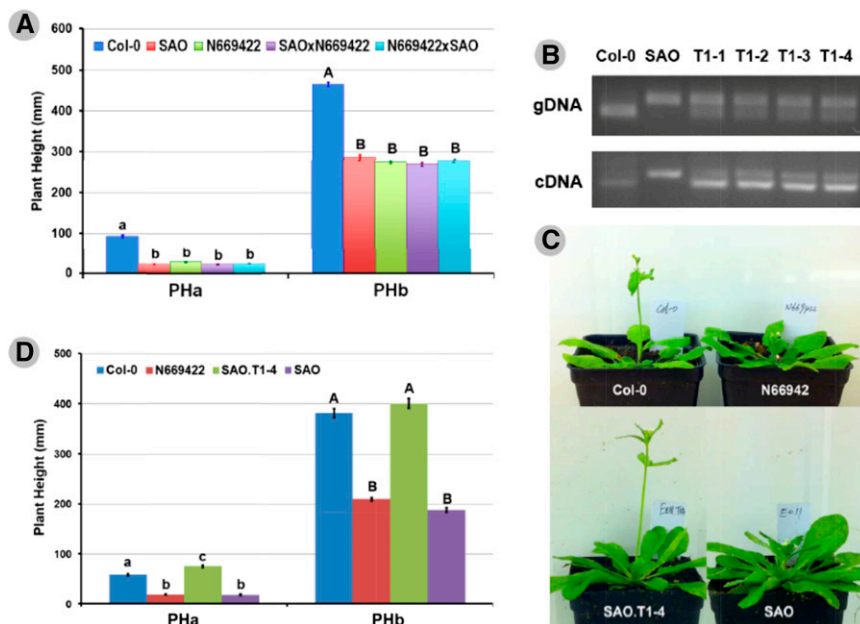 A
600
500
400
300
200
100
0
Plant Height (mm)
Col-0 SAO N669422 SAOxN669422 N669422xSAO
a b b b b
A B B B B
PHa PHb
B
Col-0 SAO T1-1 T1-2 T1-3 T1-4
gDNA
cDNA
C
Col-0
Col-0 N66942
SAO.T1-4 SAO
D
500
400
300
200
100
0
Plant Height (mm)
Col-0 N669422 SAO.T1-4 SAO
a b c b
A B A B
PHa PHb